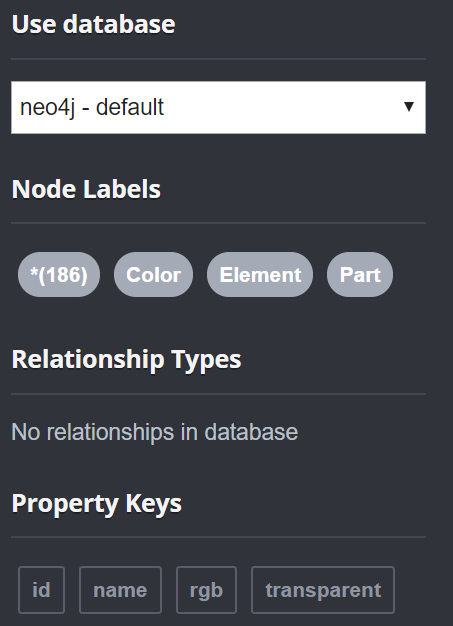 Use database
neo4j - default
Node Labels
*(186) Color Element Part
Relationship Types
No relationships in database
Property Keys
id name rgb transparent